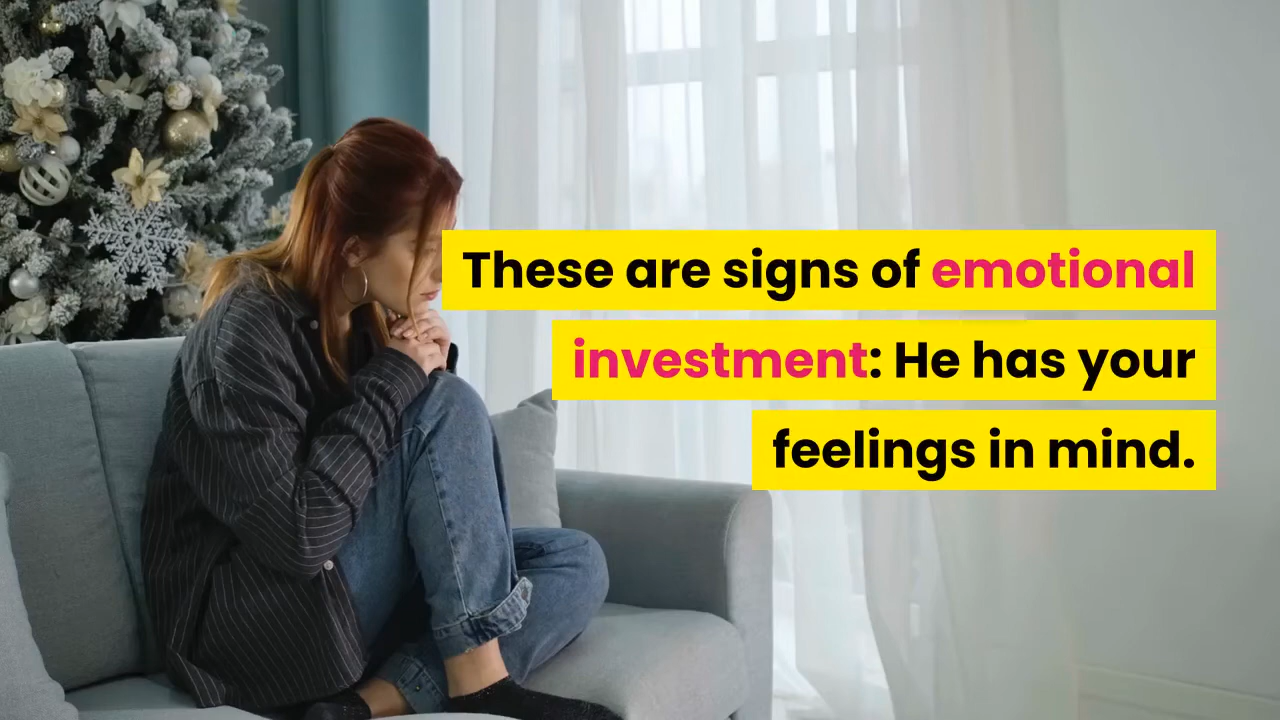 These are signs of emotional
investment: He has your
feelings in mind.